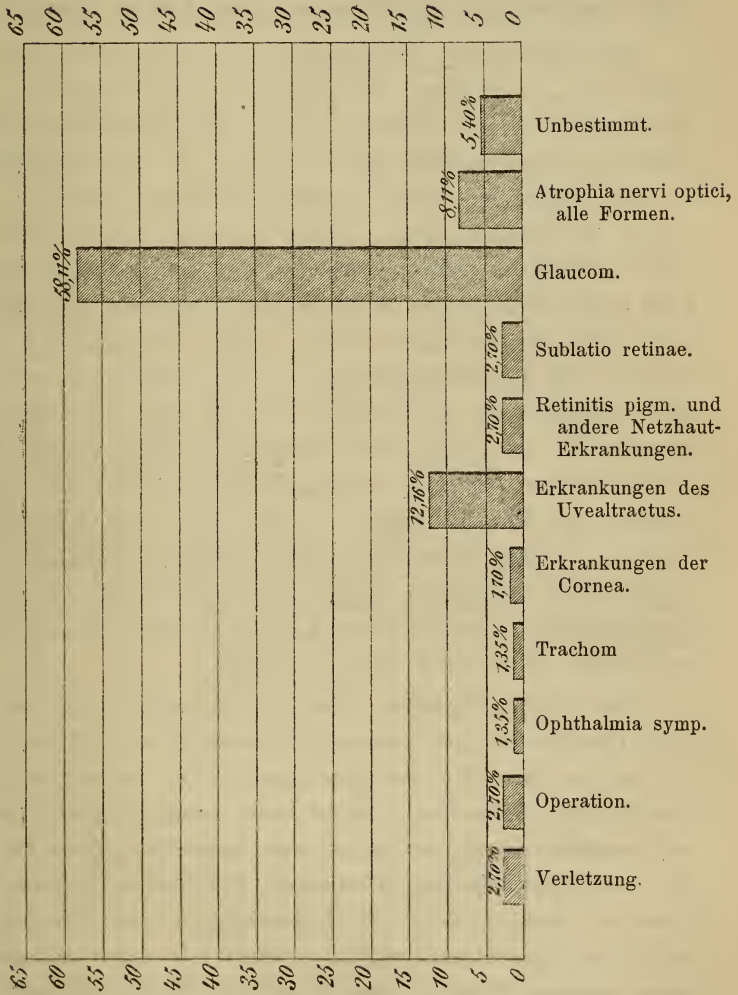 65 60 55 50 45 40 35 30 25 20 15 10 5 0
5,40% Unbestimmt.
8,11% Atrophia nervi optici,
alle Formen.
58,11% Glaucom.
2,70% Sublatio retinae.
2,70% Retinitis pigm. und
andere Netzhaut-
Erkrankungen.
12,16% Erkrankungen des
Uvealtractus.
1,70% Erkrankungen der
Cornea.
1,35% Trachom
1,35% Ophthalmia symp.
2,70% Operation.
2,70% Verletzung.
65 60 55 50 45 40 35 30 25 20 15 10 5 0